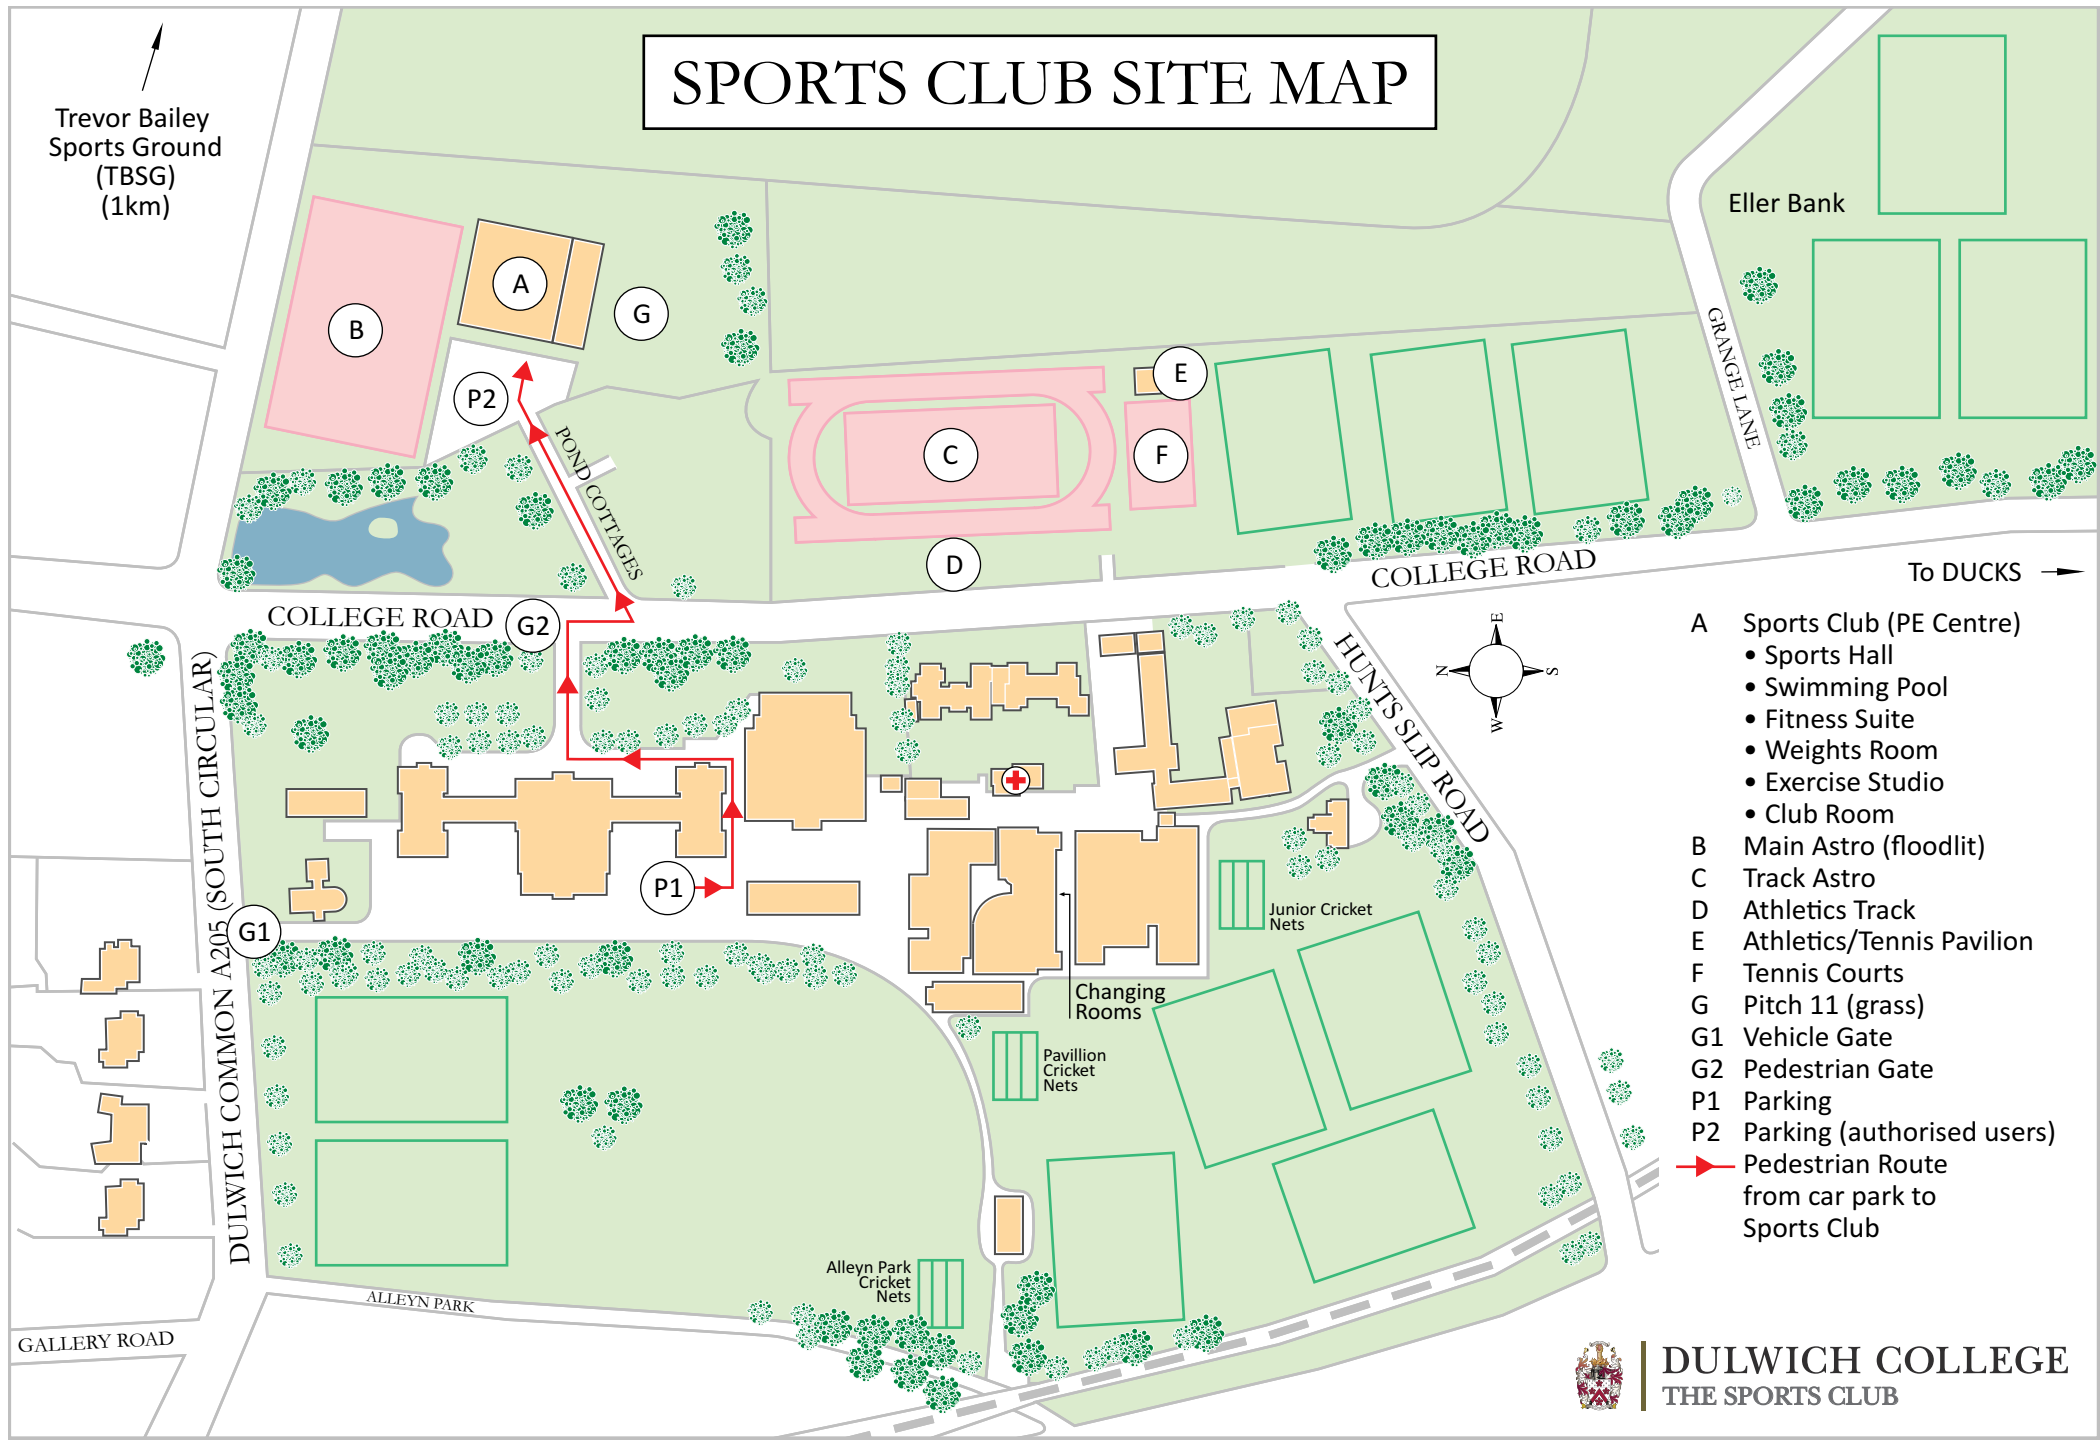 SPORTS CLUB SITE MAP
Trevor Bailey
Sports Ground
(TBSG)
(1km)
Eller Bank
A
B
G
P2
E
C
F
D
GRANGE LANE
POND COTTAGES
COLLEGE ROAD
G2
COLLEGE ROAD
To DUCKS
HUNTS SLIP ROAD
E
N
S
W
DULWICH COMMON A205 (SOUTH CIRCULAR)
P1
G1
Junior Cricket
Nets
Changing
Rooms
Pavillion
Cricket
Nets
Alleyn Park
Cricket
Nets
ALLEYN PARK
GALLERY ROAD
A Sports Club (PE Centre)
• Sports Hall
• Swimming Pool
• Fitness Suite
• Weights Room
• Exercise Studio
• Club Room
B Main Astro (floodlit)
C Track Astro
D Athletics Track
E Athletics/Tennis Pavilion
F Tennis Courts
G Pitch 11 (grass)
G1 Vehicle Gate
G2 Pedestrian Gate
P1 Parking
P2 Parking (authorised users)
Pedestrian Route
from car park to
Sports Club
DULWICH COLLEGE
THE SPORTS CLUB